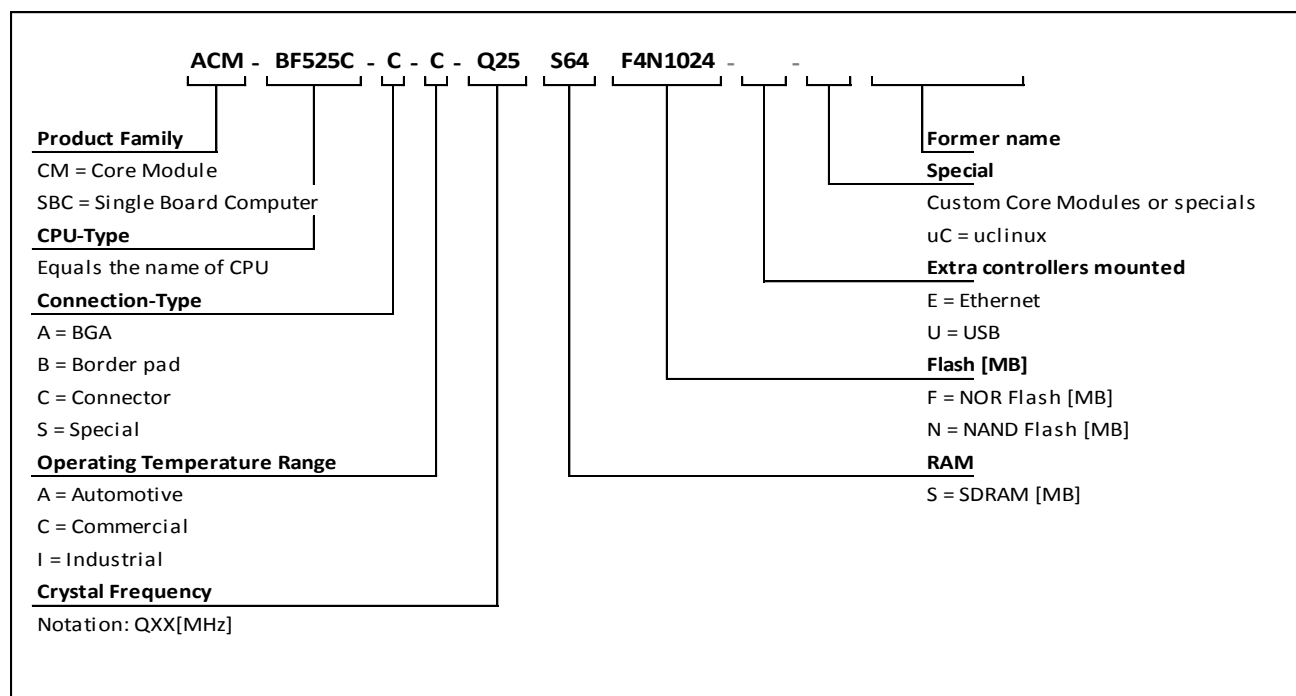 ACM - BF525C - C - C - Q25 S64 F4N1024 - -
Product Family
CM = Core Module
SBC = Single Board Computer
CPU-Type
Equals the name of CPU
Connection-Type
A = BGA
B = Border pad
C = Connector
S = Special
Operating Temperature Range
A = Automotive
C = Commercial
I = Industrial
Crystal Frequency
Notation: QXX[MHz]
Former name
Special
Custom Core Modules or specials
uC = uclinux
Extra controllers mounted
E = Ethernet
U = USB
Flash [MB]
F = NOR Flash [MB]
N = NAND Flash [MB]
RAM
S = SDRAM [MB]